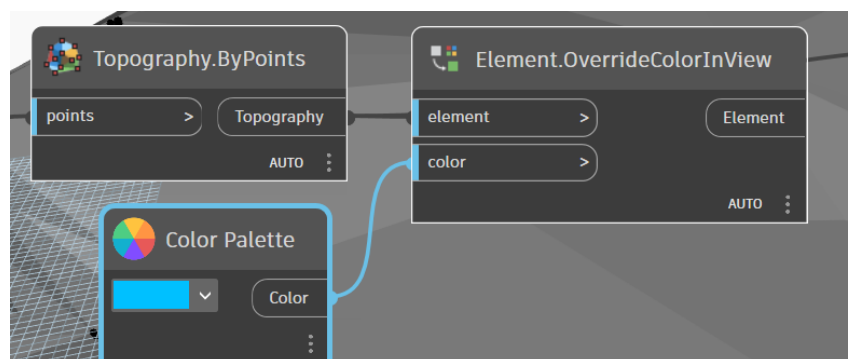 Topography.ByPoints
points >
Topography
AUTO
Element.OverrideColorInView
element >
Element
color >
AUTO
Color Palette
Color